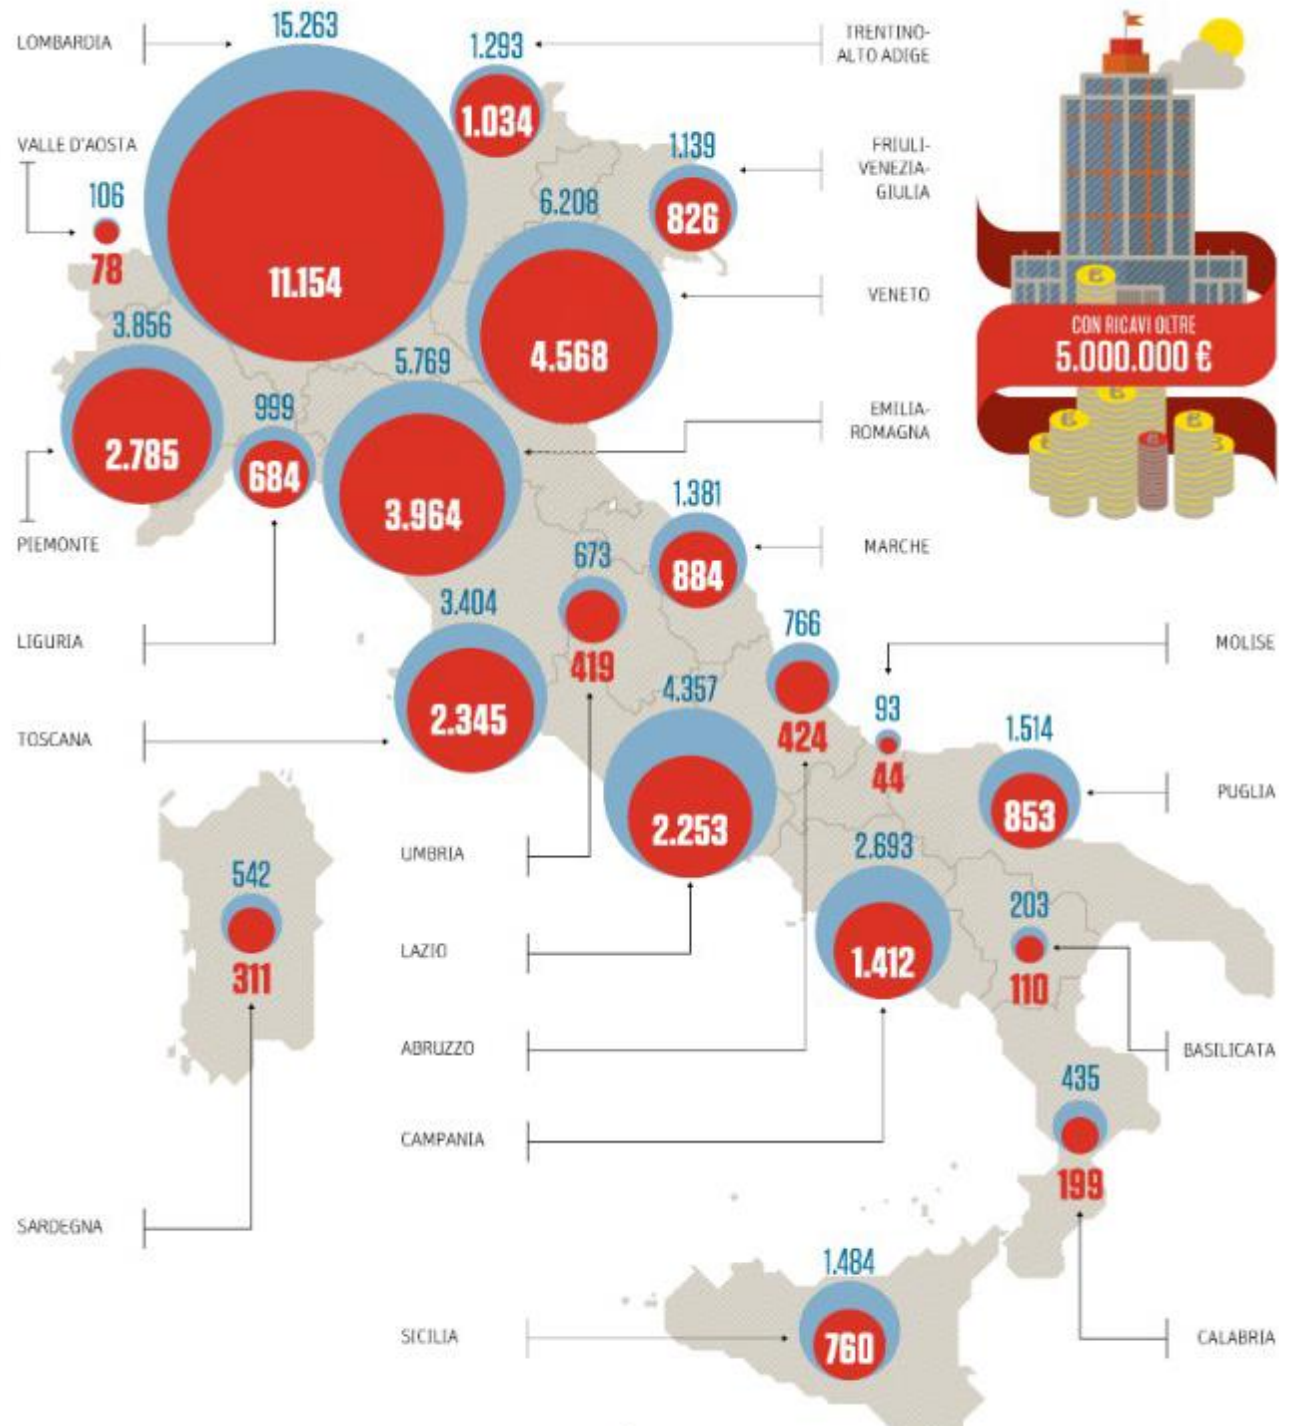 LOMBARDIA
15.263
11.154
1.293
1.034
TRENTINO-
ALTO ADIGE
VALLE D'AOSTA
106
78
1.139
826
FRIULI-
VENEZIA-
GIULIA
6.208
4.568
VENETO
CON RICAVI OLTRE
5.000.000 €
3.856
2.785
PIEMONTE
999
684
LIGURIA
5.769
3.964
EMILIA-
ROMAGNA
1.381
884
MARCHE
673
419
UMBRIA
3.404
2.345
TOSCANA
766
424
ABRUZZO
93
44
MOLISE
4.357
2.253
LAZIO
1.514
853
PUGLIA
2.693
1.412
CAMPANIA
203
110
BASILICATA
542
311
SARDEGNA
435
199
CALABRIA
1.484
760
SICILIA